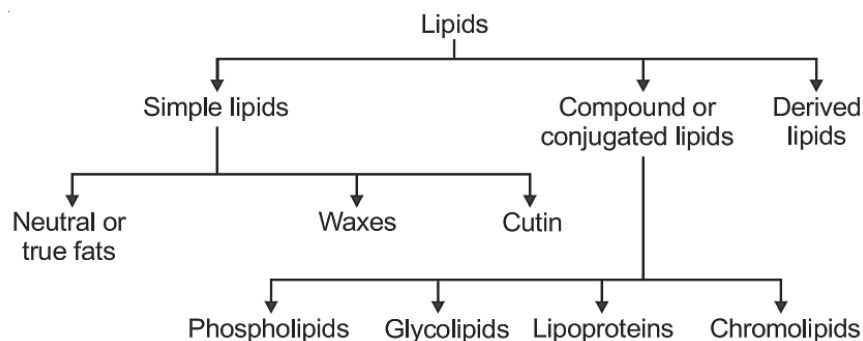 Lipids
Simple lipids
Compound or
conjugated lipids
Derived
lipids
Neutral or
true fats
Waxes
Cutin
Phospholipids
Glycolipids
Lipoproteins
Chromolipids